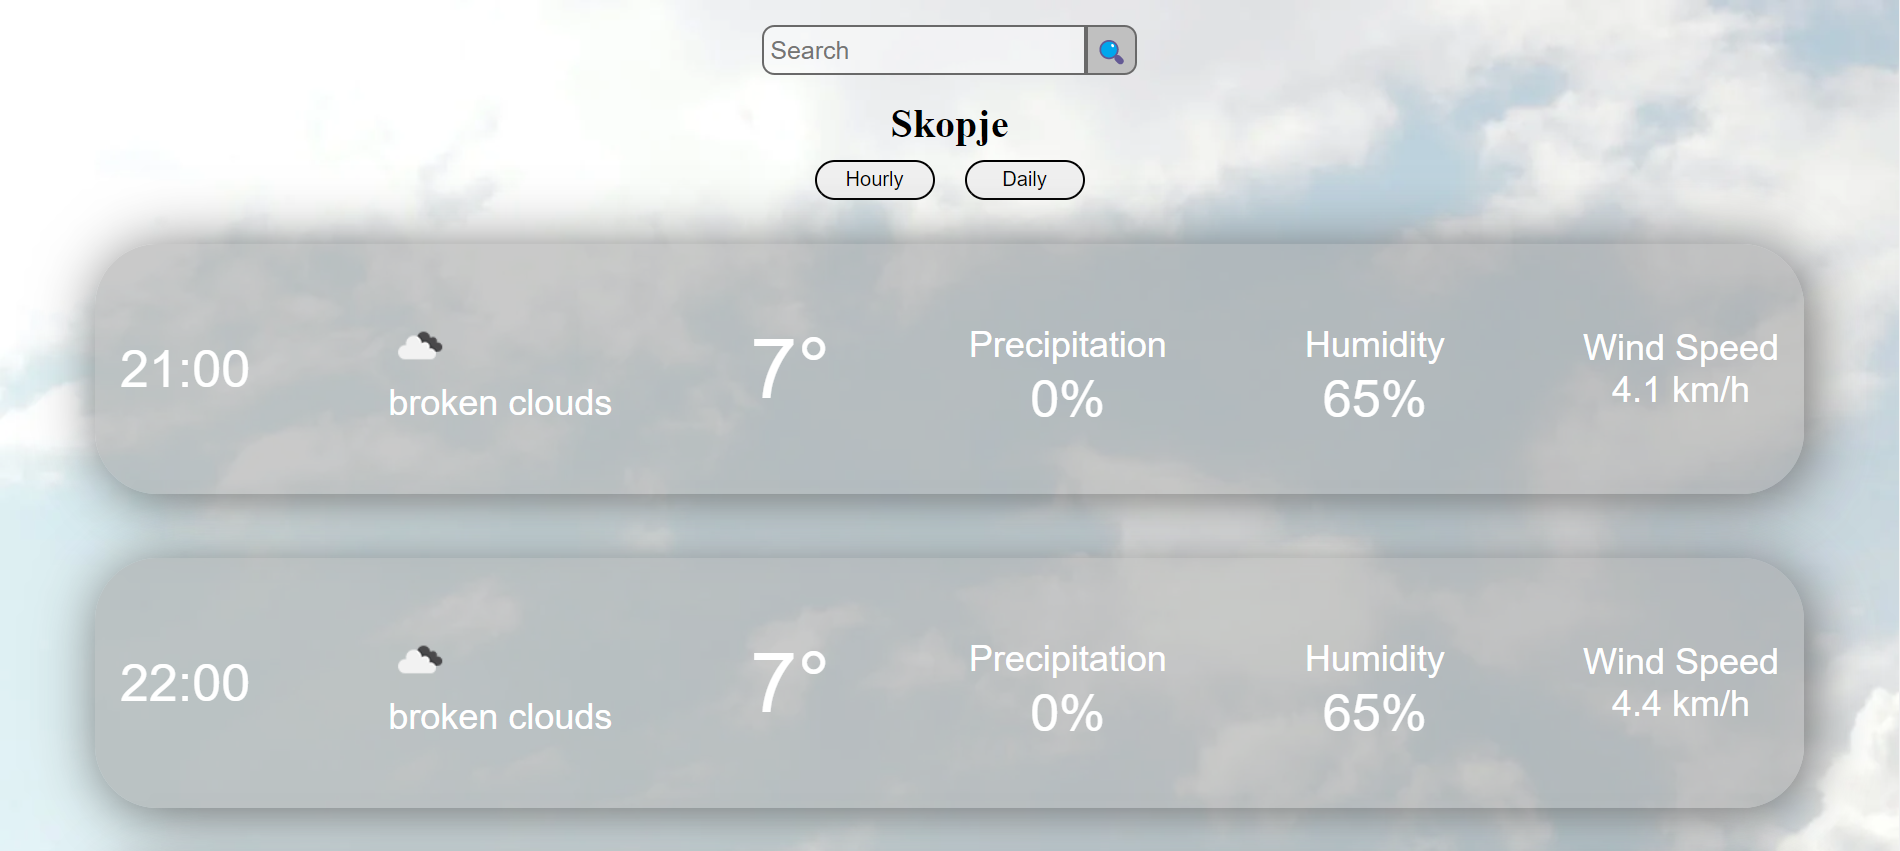 Search
Skopje
Hourly Daily
21:00
broken clouds
7°
Precipitation
0%
Humidity
65%
Wind Speed
4.1 km/h
22:00
broken clouds
7°
Precipitation
0%
Humidity
65%
Wind Speed
4.4 km/h